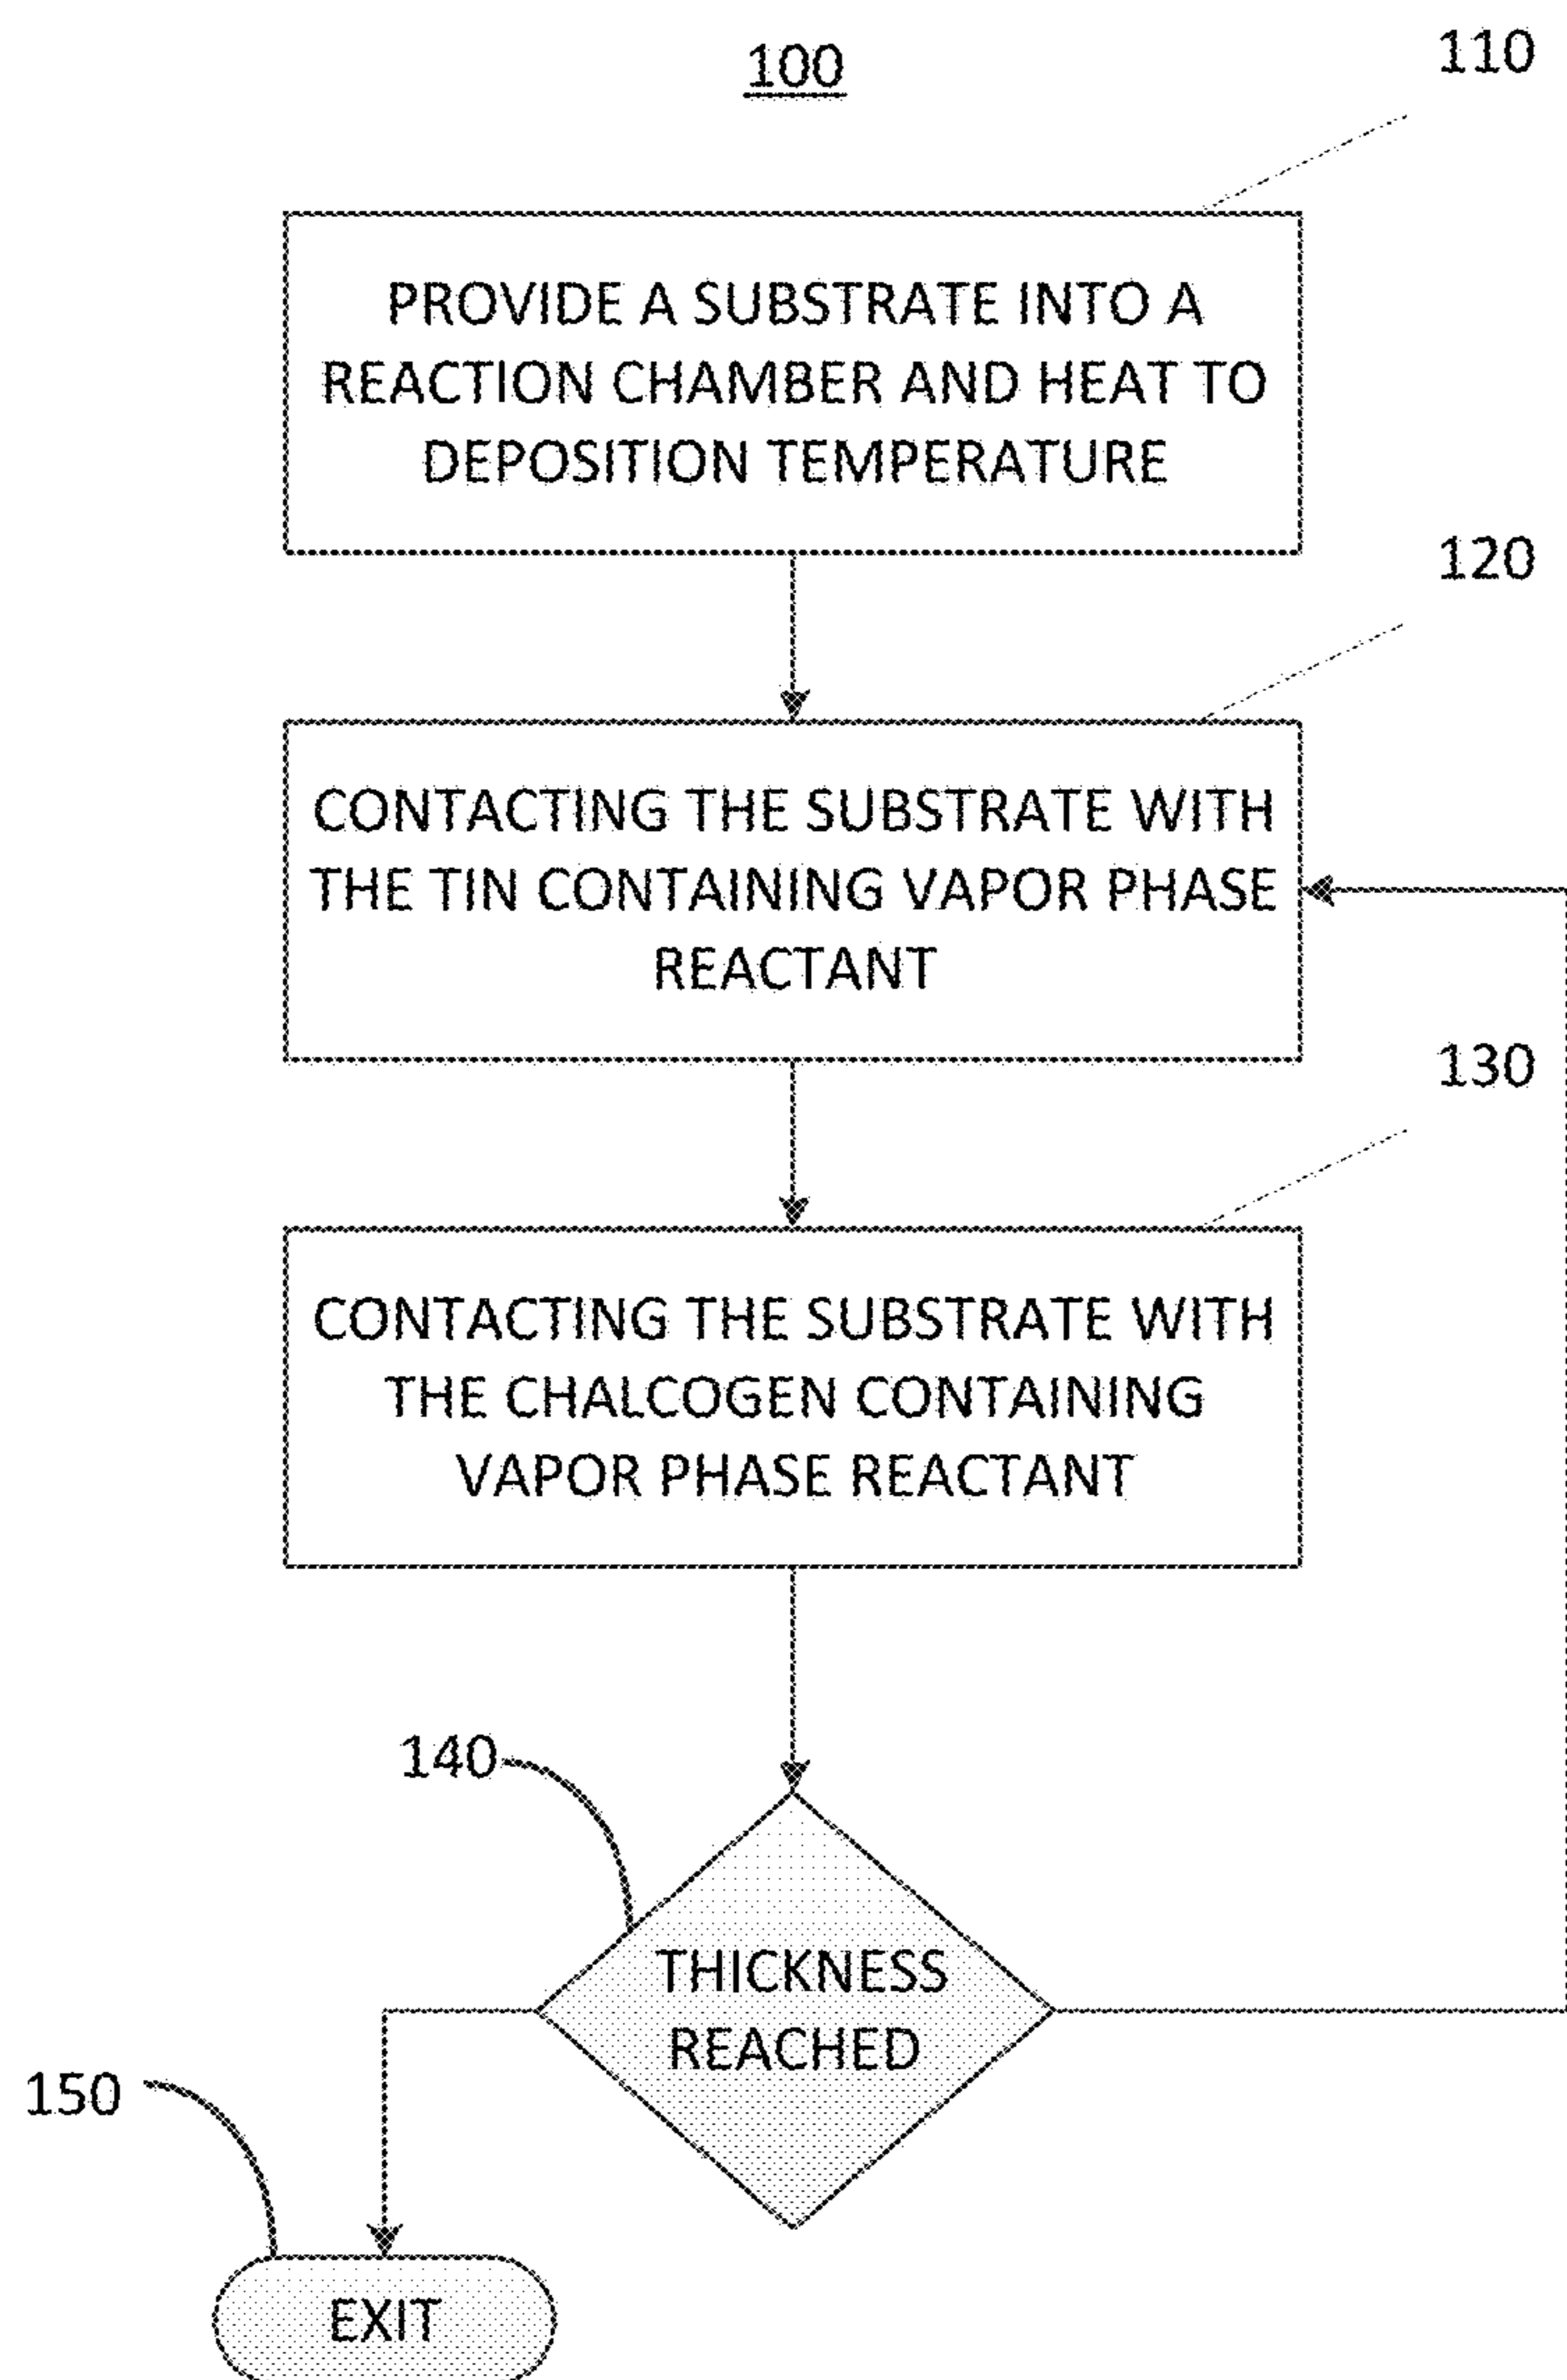 100
110
PROVIDE A SUBSTRATE INTO A
REACTION CHAMBER AND HEAT TO
DEPOSITION TEMPERATURE
120
CONTACTING THE SUBSTRATE WITH
THE TIN CONTAINING VAPOR PHASE
REACTANT
130
CONTACTING THE SUBSTRATE WITH
THE CHALCOGEN CONTAINING
VAPOR PHASE REACTANT
140
THICKNESS
REACHED
150
EXIT